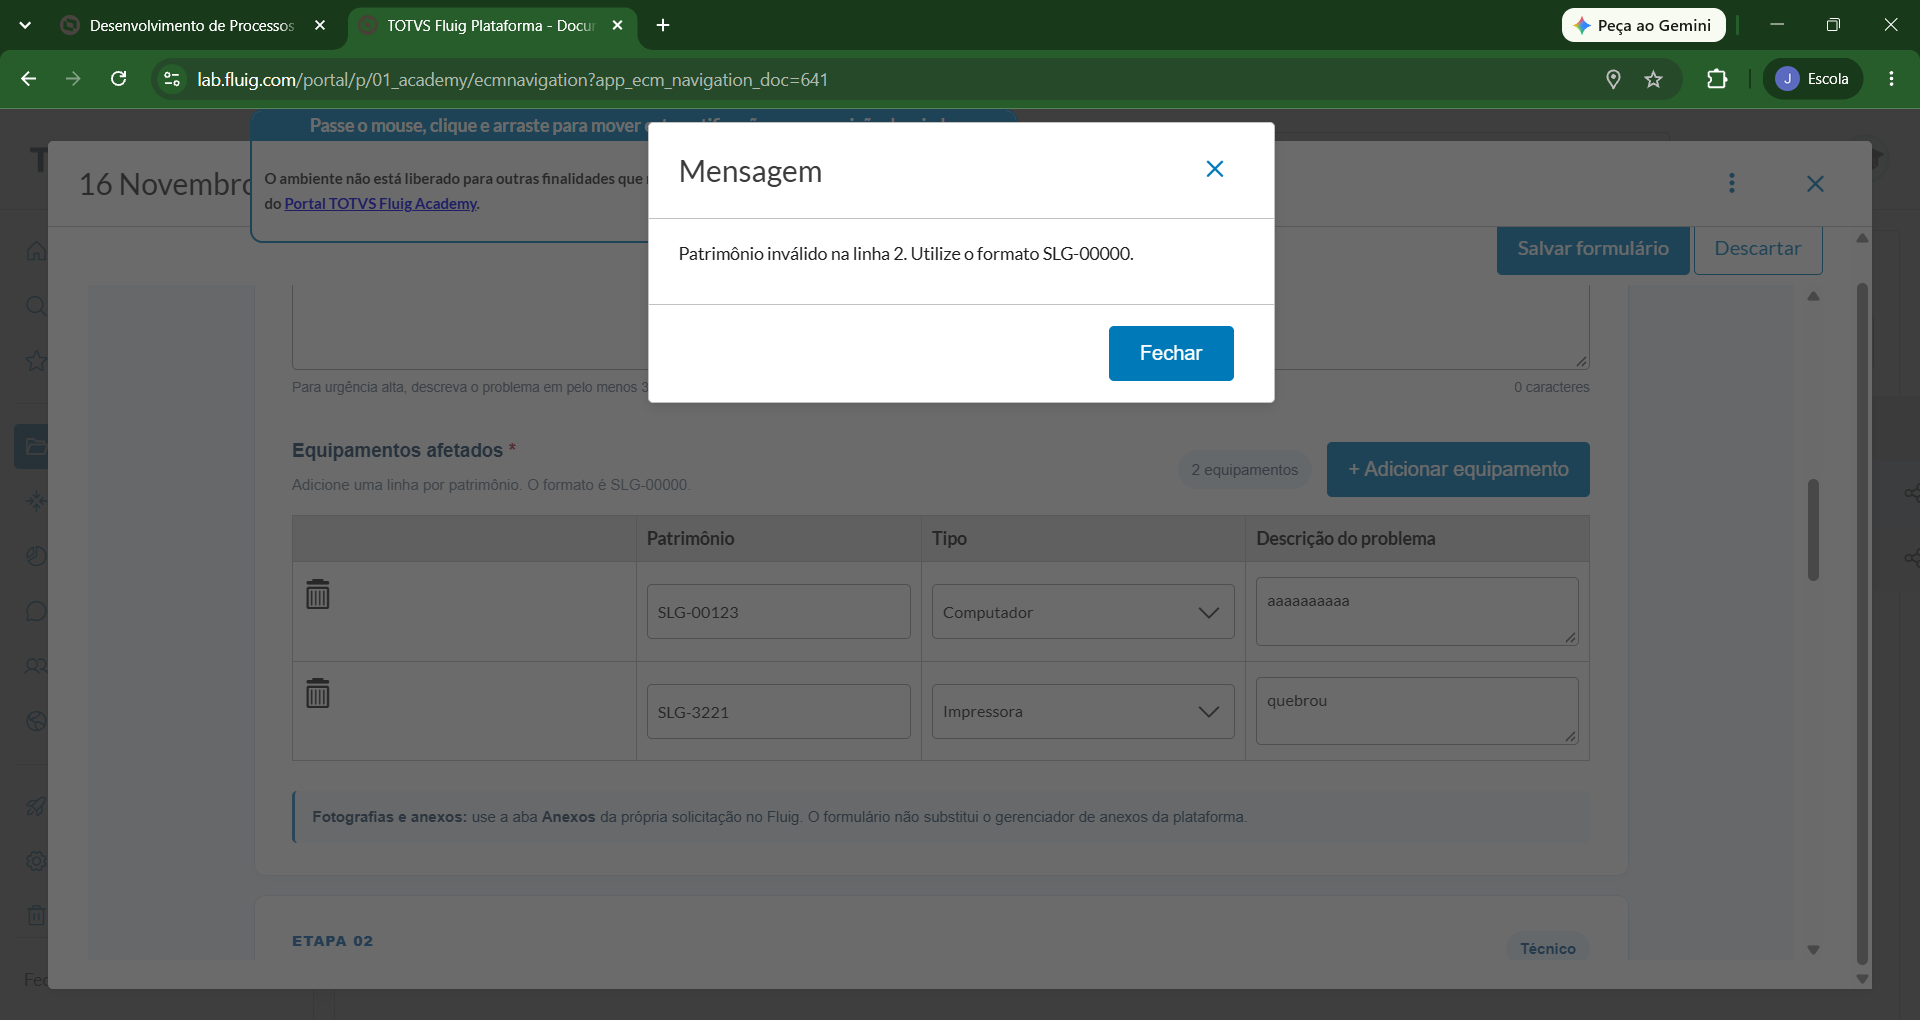 Desenvolvimento de Processos
TOTVS Fluig Plataforma - Docu
Peça ao Gemini
lab.fluig.com/portal/p/01_academy/ecmnavigation?app_ecm_navigation_doc=641
J Escola
Passe o mouse, clique e arraste para mover
16 Novembro
O ambiente não está liberado para outras finalidades que
do Portal TOTVS Fluig Academy.
Mensagem
Patrimônio inválido na linha 2. Utilize o formato SLG-00000.
Fechar
Salvar formulário
Descartar
Para urgência alta, descreva o problema em pelo menos 3
0 caracteres
Equipamentos afetados *
Adicione uma linha por patrimônio. O formato é SLG-00000.
2 equipamentos
+ Adicionar equipamento
Patrimônio Tipo Descrição do problema
SLG-00123 Computador aaaaaaaaaa
SLG-3221 Impressora quebrou
Fotografias e anexos: use a aba Anexos da própria solicitação no Fluig. O formulário não substitui o gerenciador de anexos da plataforma.
ETAPA 02
Técnico